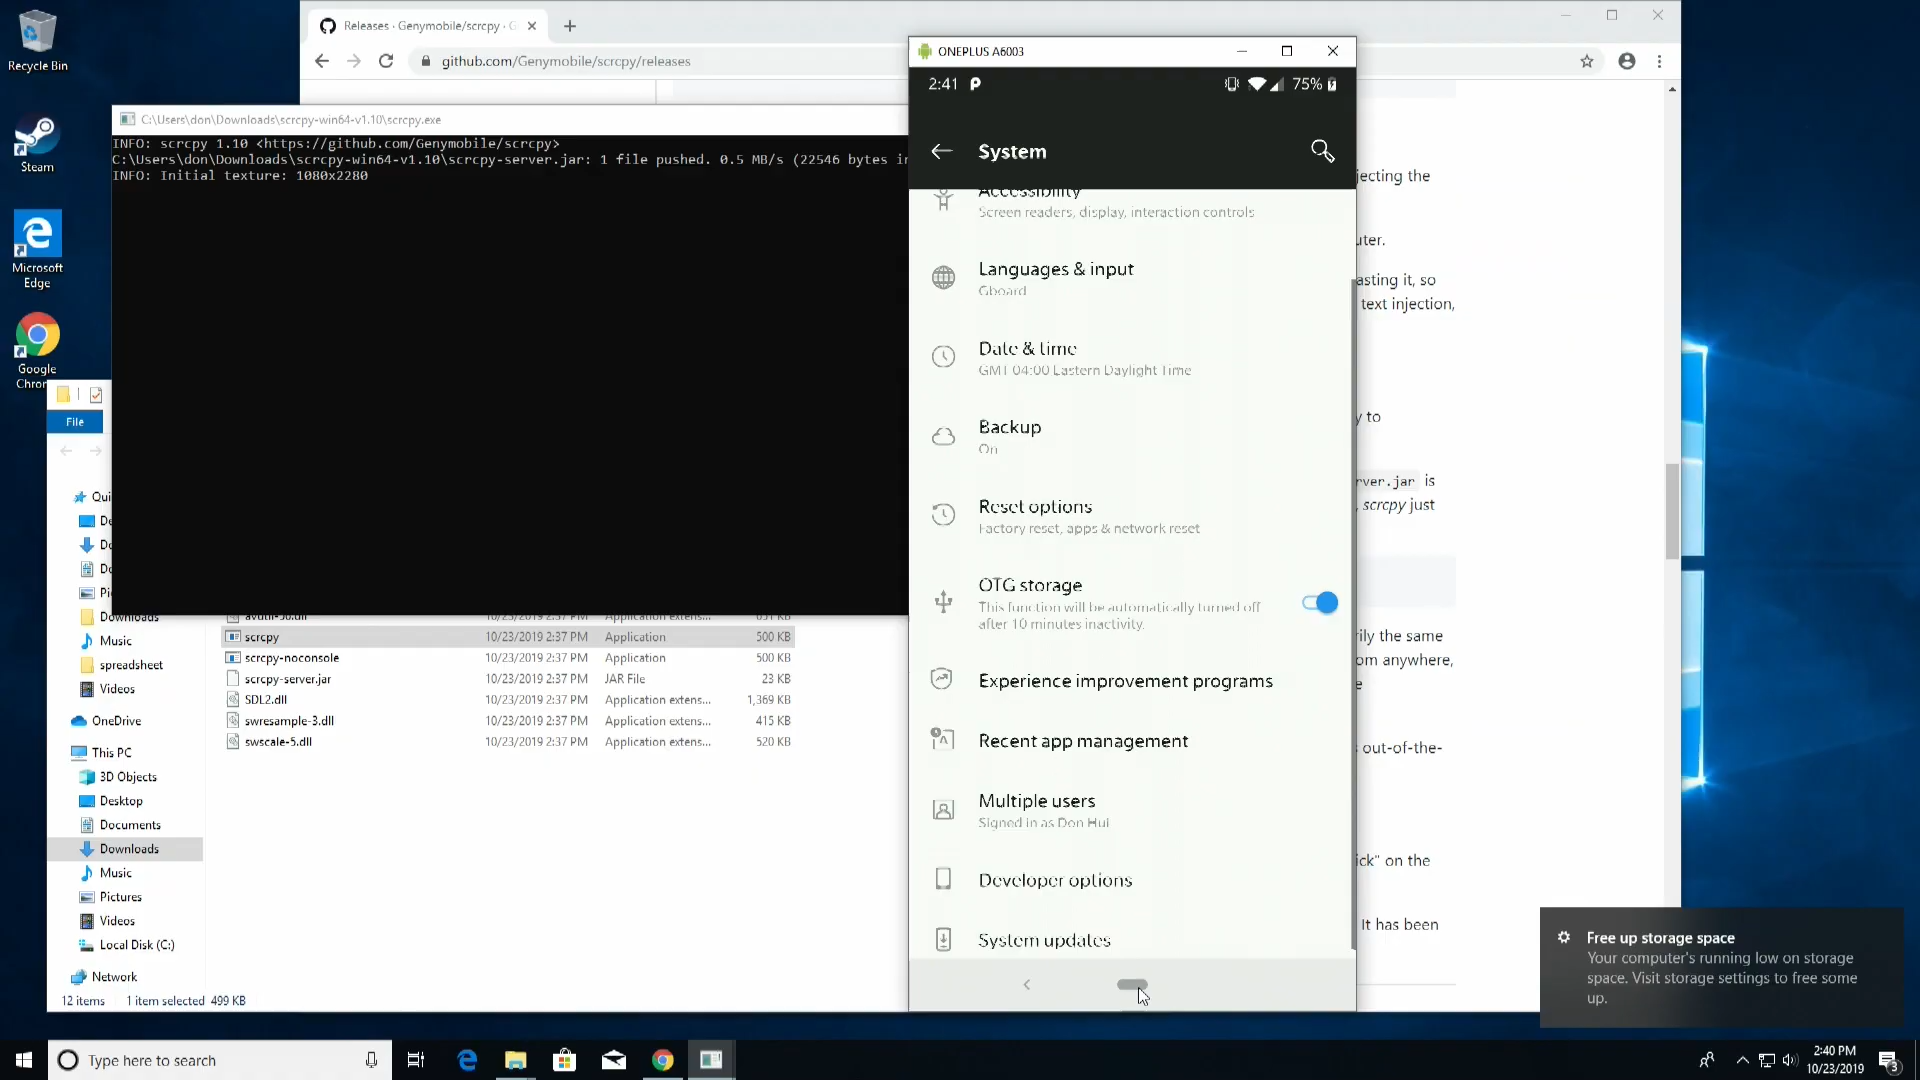 Recycle Bin
Steam
Microsoft
Edge
Google
Chrom
Releases · Genymobile/scrcpy · G
github.com/Genymobile/scrcpy/releases
C:\Users\don\Downloads\scrcpy-win64-v1.10\scrcpy.exe
INFO: scrcpy 1.10 <https://github.com/Genymobile/scrcpy>
C:\Users\don\Downloads\scrcpy-win64-v1.10\scrcpy-server.jar: 1 file pushed. 0.5 MB/s (22546 bytes in
INFO: Initial texture: 1080x2280
ONEPLUS A6003
2:41
75%
System
Accessibility
Screen readers, display, interaction controls
Languages & input
Gboard
Date & time
GMT-04:00 Eastern Daylight Time
Backup
On
Reset options
Factory reset, apps & network reset
OTG storage
This function will be automatically turned off
after 10 minutes inactivity.
Experience improvement programs
Recent app management
Multiple users
Signed in as Don Hui
Developer options
System updates
jecting the
uter.
asting it, so
text injection,
y to
rver.jar is
, scrcpy just
rily the same
om anywhere,
e
s out-of-the-
ick" on the
It has been
File
Qui
De
Do
Do
Pi
Downloads
Music
spreadsheet
Videos
OneDrive
This PC
3D Objects
Desktop
Documents
Downloads
Music
Pictures
Videos
Local Disk (C:)
Network
scrcpy 10/23/2019 2:37 PM Application 500 KB
scrcpy-noconsole 10/23/2019 2:37 PM Application 500 KB
scrcpy-server.jar 10/23/2019 2:37 PM JAR File 23 KB
SDL2.dll 10/23/2019 2:37 PM Application extens... 1,369 KB
swresample-3.dll 10/23/2019 2:37 PM Application extens... 415 KB
swscale-5.dll 10/23/2019 2:37 PM Application extens... 520 KB
12 items 1 item selected 499 KB
Free up storage space
Your computer's running low on storage
space. Visit storage settings to free some
up.
Type here to search
2:40 PM
10/23/2019
3